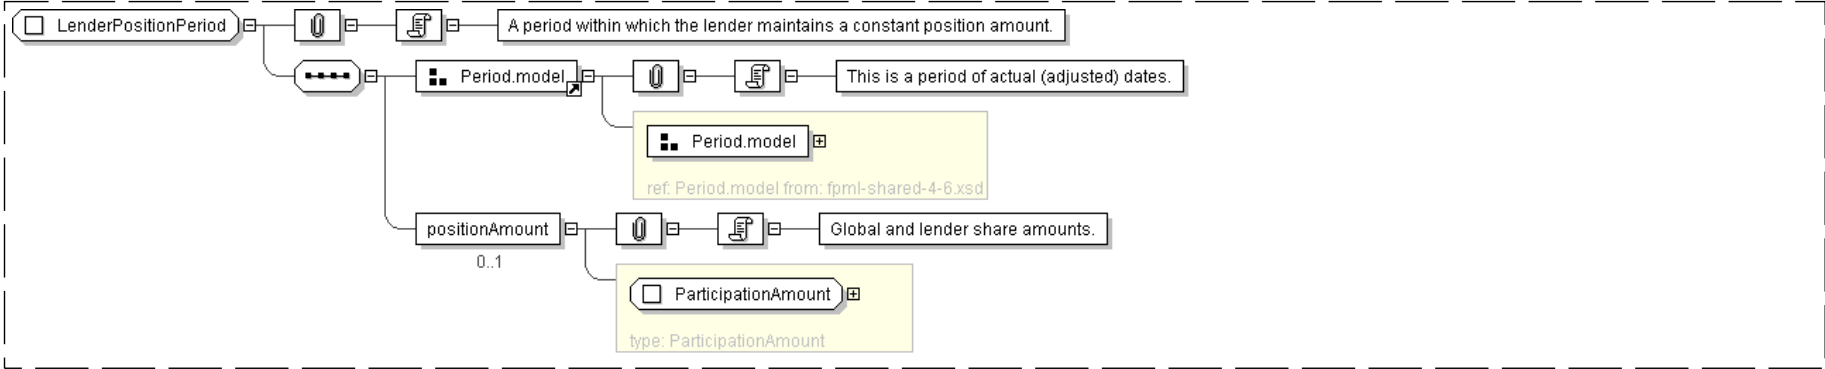 LenderPositionPeriod
A period within which the lender maintains a constant position amount.
Period.model
This is a period of actual (adjusted) dates.
Period.model
ref: Period.model from: fpml-shared-4-6.xsd
positionAmount
Global and lender share amounts.
0..1
ParticipationAmount
type: ParticipationAmount